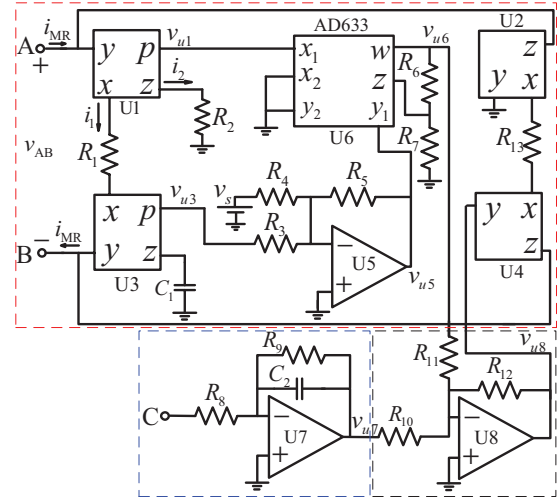 A
+
i_MR
y p
x z
U1
v_u1
i_2
R_2
i_1
R_1
v_AB
B
−
i_MR
x p
y z
U3
v_u3
C_1
AD633
x_1 w
x_2 z
y_2 y_1
U6
v_u6
R_6
R_7
v_s
R_4
R_5
R_3
−
+
U5
v_u5
U2
z
y x
R_13
y x
z
U4
v_u8
C
R_8
R_9
C_2
−
+
U7
v_u7
R_10
R_11
R_12
−
+
U8